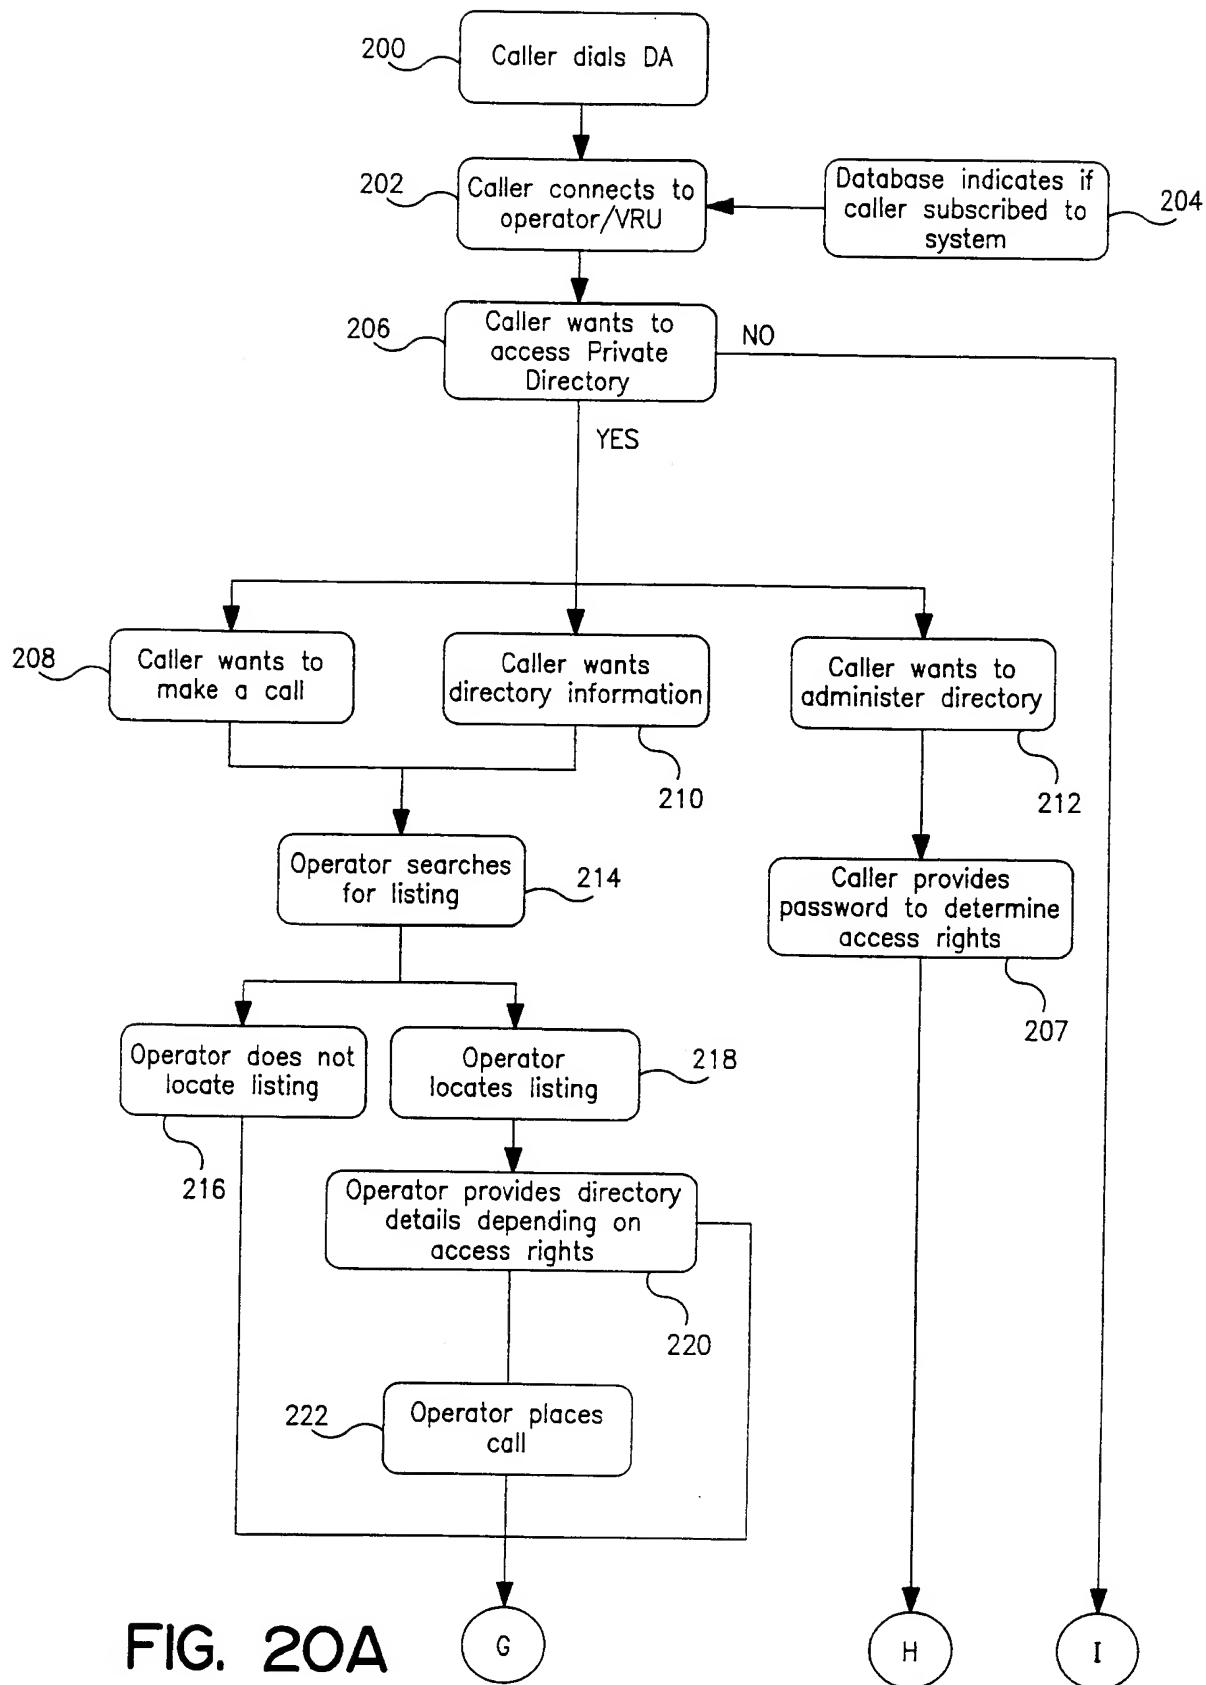 200
Caller dials DA
202
Caller connects to
operator/VRU
Database indicates if
caller subscribed to
system
204
206
Caller wants to
access Private
Directory
NO
YES
208
Caller wants to
make a call
Caller wants
directory information
210
Caller wants to
administer directory
212
Operator searches
for listing
214
Caller provides
password to determine
access rights
207
Operator does not
locate listing
216
Operator
locates listing
218
Operator provides directory
details depending on
access rights
220
222
Operator places
call
FIG. 20A
G
H
I